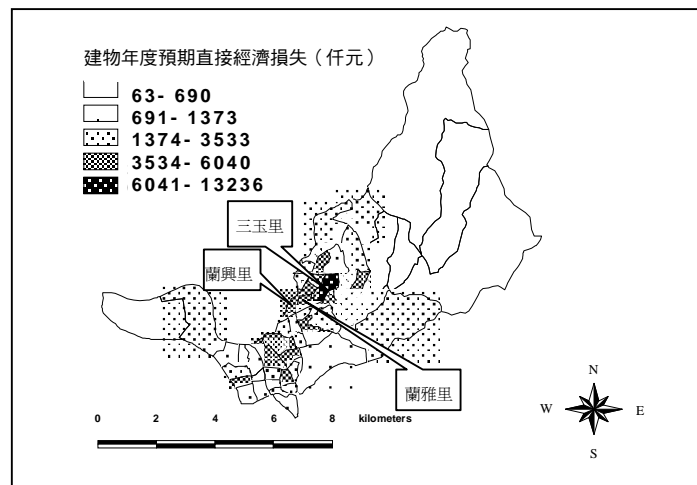 建物年度預期直接經濟損失（仟元）
63- 690
691- 1373
1374- 3533
3534- 6040
6041- 13236
三玉里
蘭興里
蘭雅里
N
W E
S
0 2 4 6 8 kilometers